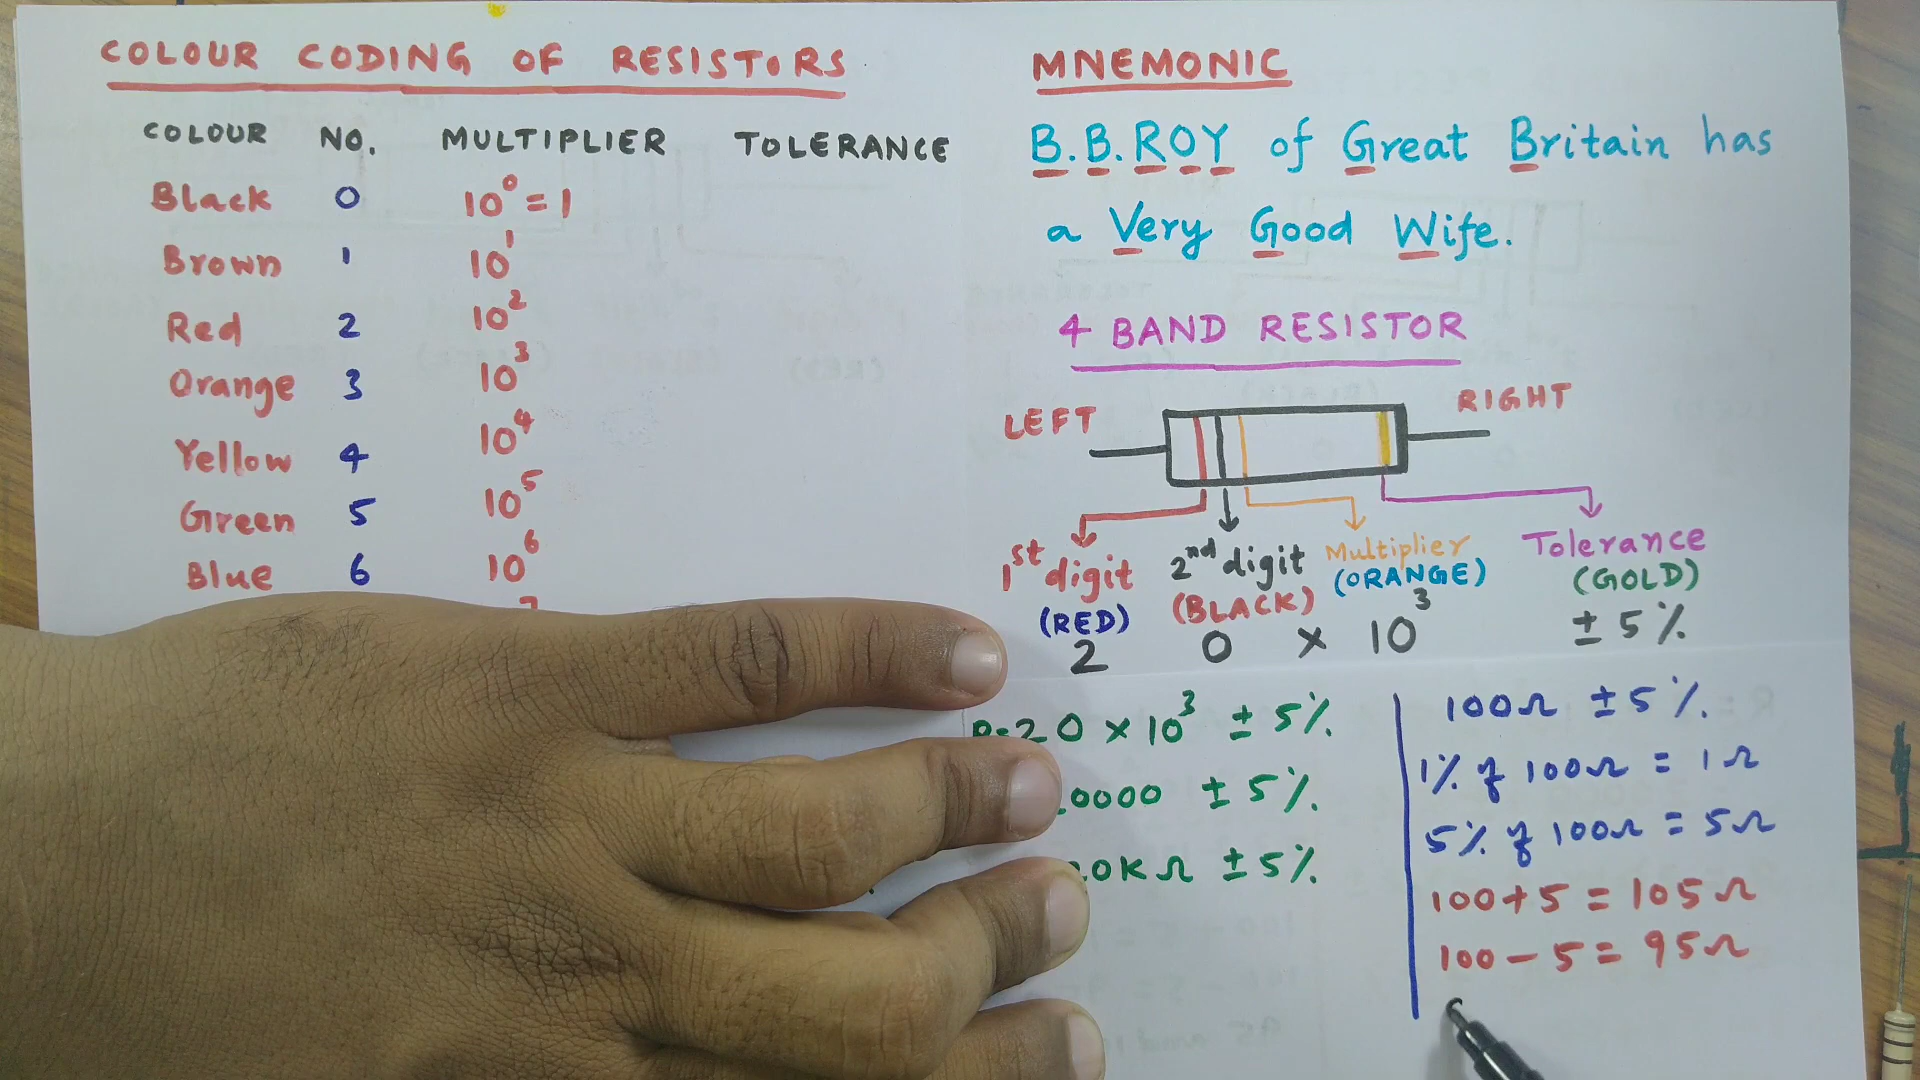 COLOUR CODING OF RESISTORS
COLOUR NO. MULTIPLIER TOLERANCE
Black 0 10⁰ = 1
Brown 1 10¹
Red 2 10²
Orange 3 10³
Yellow 4 10⁴
Green 5 10⁵
Blue 6 10⁶
MNEMONIC
B.B.ROY of Great Britain has
a Very Good Wife.
4 BAND RESISTOR
LEFT RIGHT
1st digit 2nd digit Multiplier Tolerance
(RED) (BLACK) (ORANGE) (GOLD)
2 0 × 10³ ± 5%
R=20 × 10³ ± 5%
0000 ± 5%
0KΩ ± 5%
100Ω ± 5%.
1% of 100Ω = 1Ω
5% of 100Ω = 5Ω
100+5 = 105Ω
100-5 = 95Ω